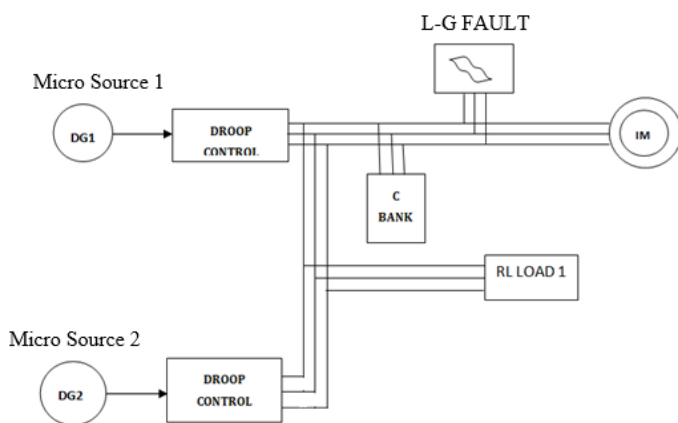 L-G FAULT
Micro Source 1
DG1
DROOP
CONTROL
IM
C
BANK
RL LOAD 1
Micro Source 2
DG2
DROOP
CONTROL